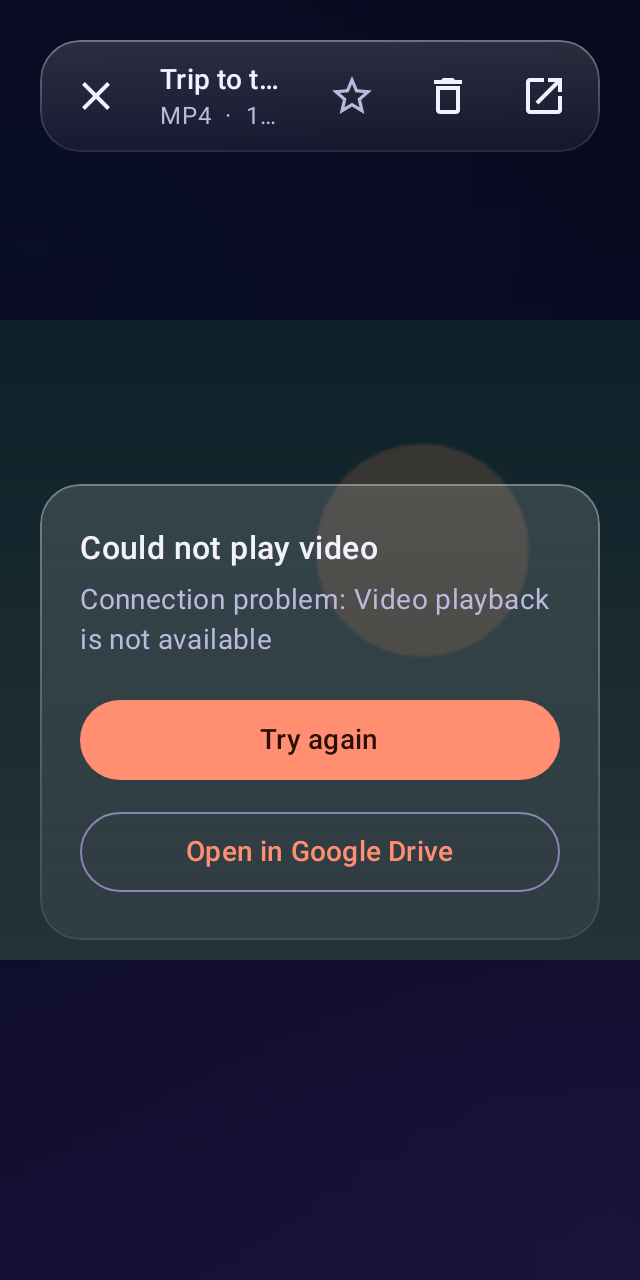 Trip to t…
MP4 · 1…
Could not play video
Connection problem: Video playback
is not available
Try again
Open in Google Drive